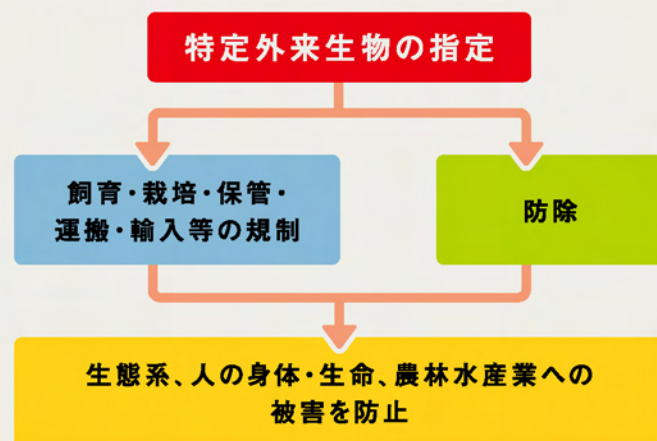 特定外来生物の指定
飼育・栽培・保管・
運搬・輸入等の規制
防除
生態系、人の身体・生命、農林水産業への
被害を防止